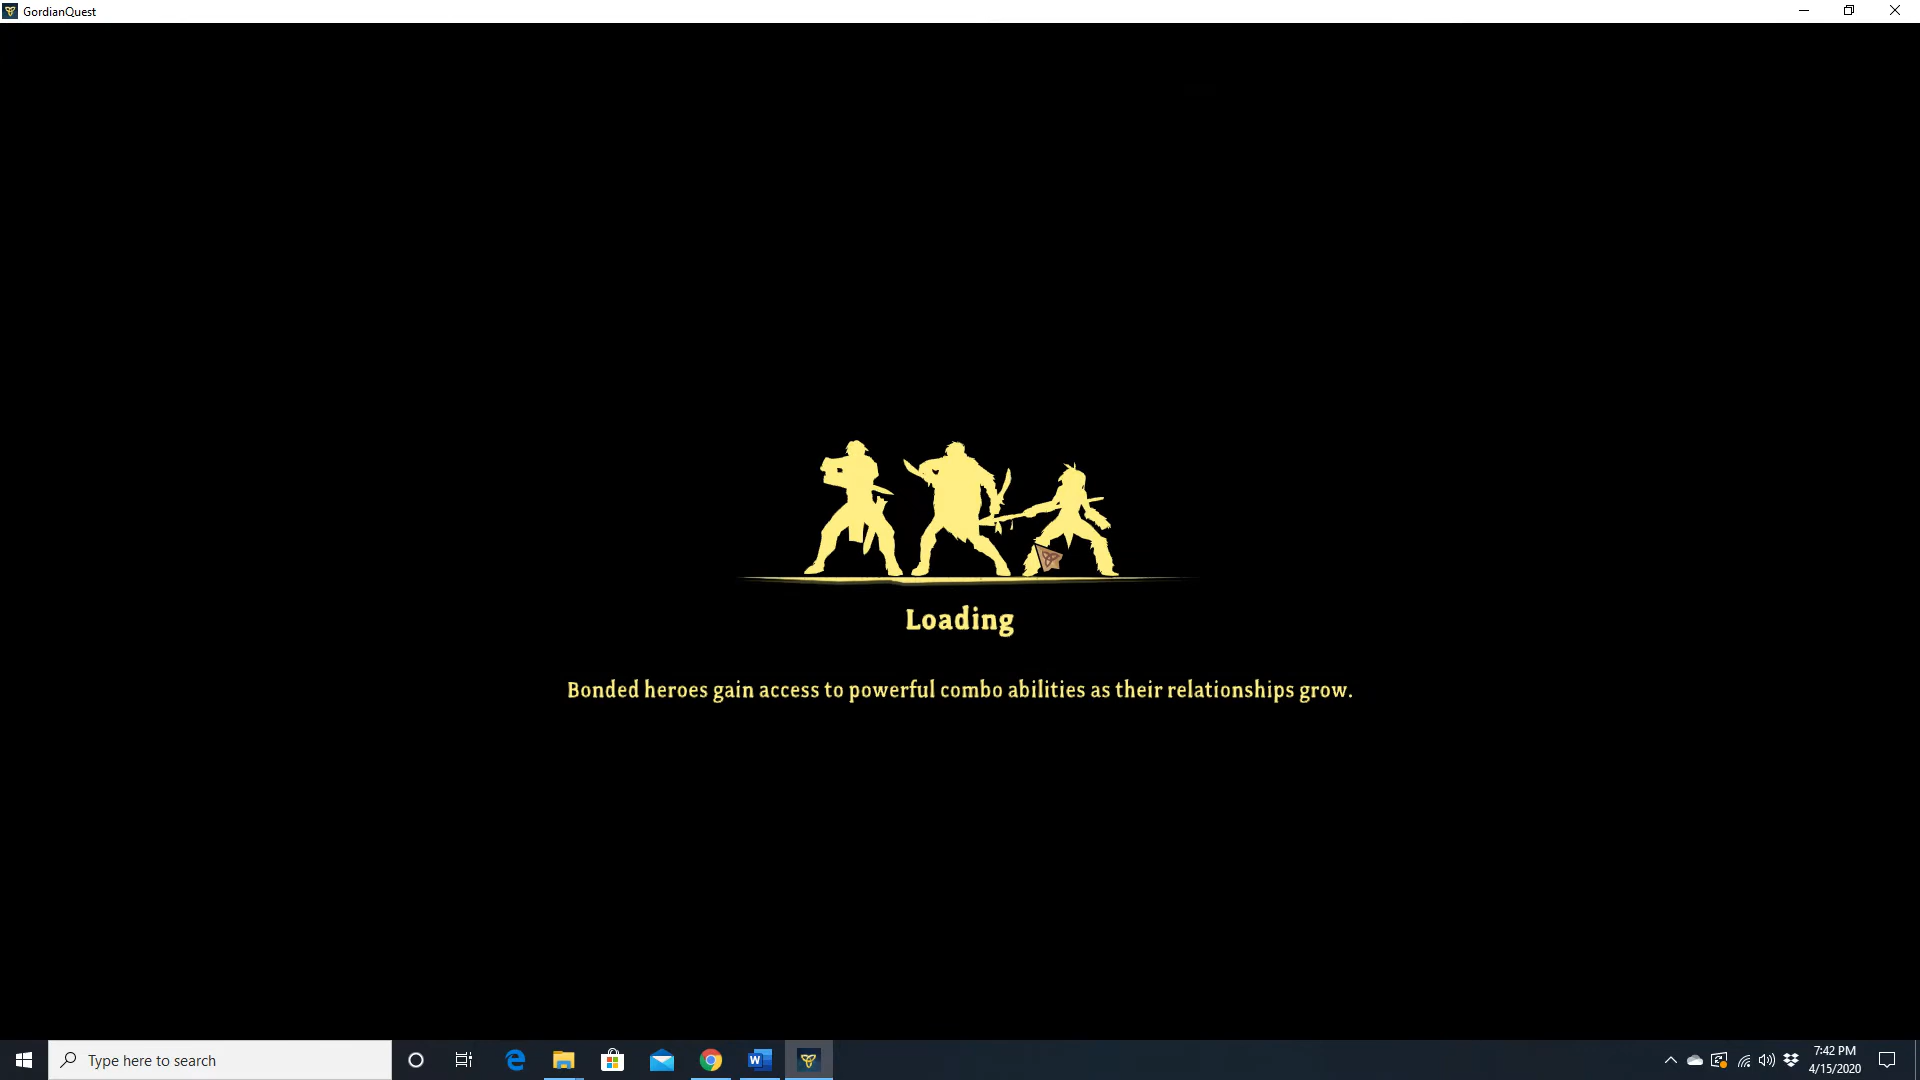 GordianQuest
Loading
Bonded heroes gain access to powerful combo abilities as their relationships grow.
Type here to search
7:42 PM
4/15/2020